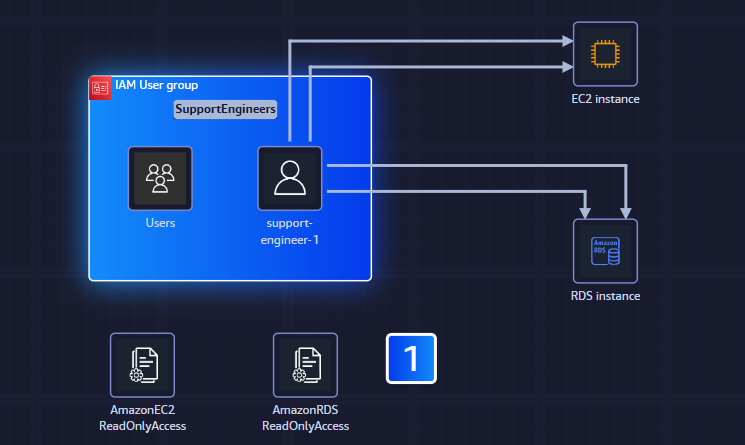 IAM User group
SupportEngineers
EC2 instance
Users
support-
engineer-1
Amazon
RDS
RDS instance
1
AmazonEC2
ReadOnlyAccess
AmazonRDS
ReadOnlyAccess